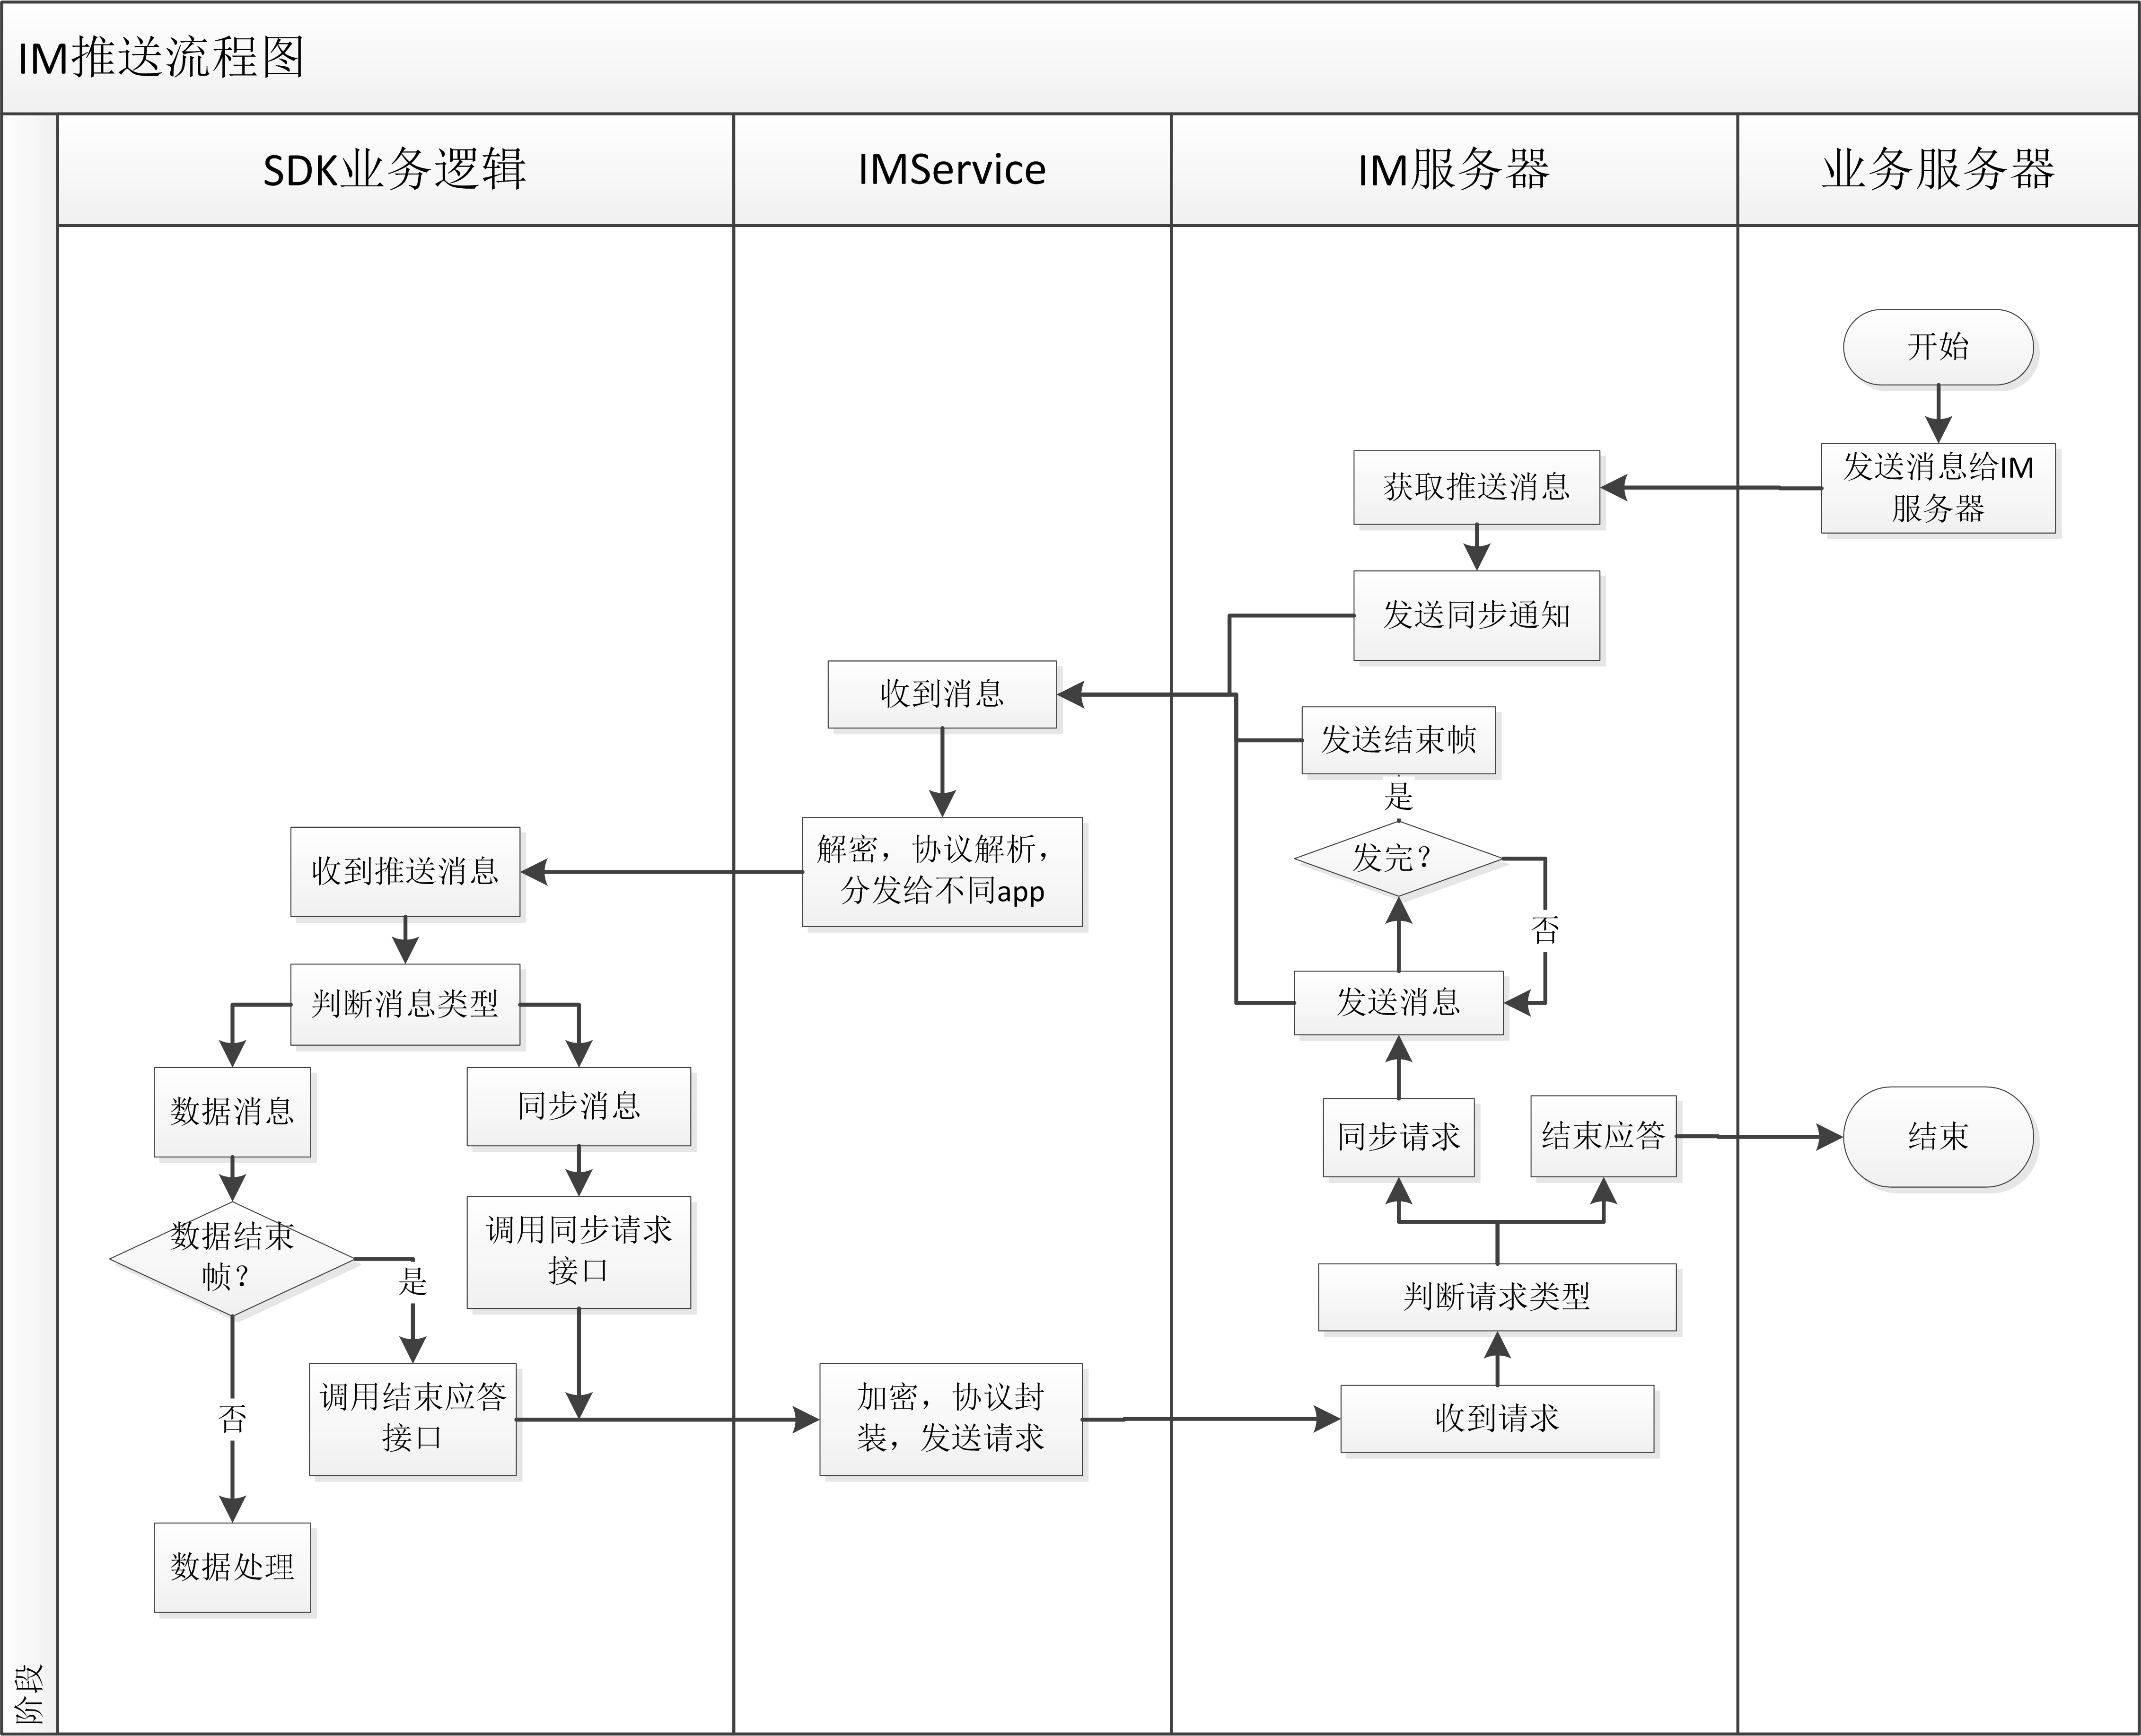 IM推送流程图
SDK业务逻辑
IMService
IM服务器
业务服务器
开始
发送消息给IM
服务器
获取推送消息
发送同步通知
收到消息
发送结束帧
是
发完？
否
发送消息
解密，协议解析，
分发给不同app
收到推送消息
判断消息类型
数据消息
同步消息
数据结束
帧？
是
调用同步请求
接口
否
调用结束应答
接口
数据处理
加密，协议封
装，发送请求
同步请求
结束应答
结束
判断请求类型
收到请求
阶段